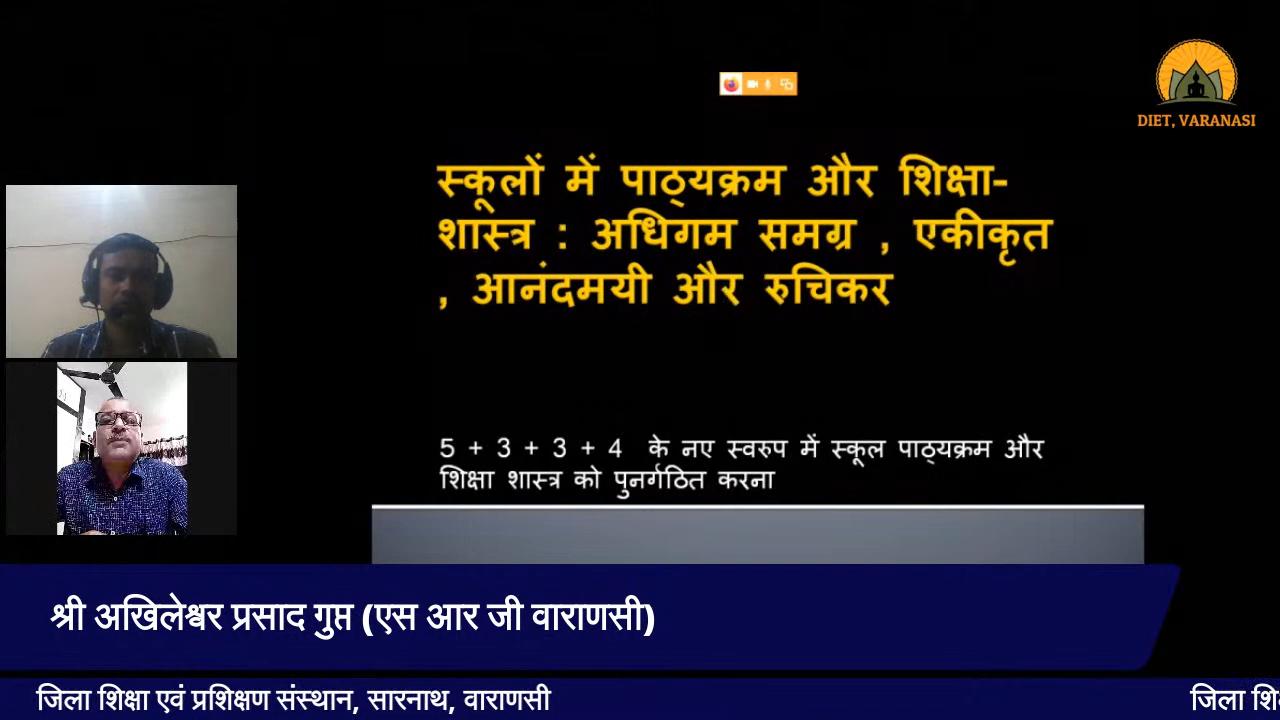 DIET, VARANASI
स्कूलों में पाठ्यक्रम और शिक्षा-
शास्त्र : अधिगम समग्र , एकीकृत
, आनंदमयी और रुचिकर
5 + 3 + 3 + 4 के नए स्वरुप में स्कूल पाठ्यक्रम और
शिक्षा शास्त्र को पुनर्गठित करना
श्री अखिलेश्वर प्रसाद गुप्त (एस आर जी वाराणसी)
जिला शिक्षा एवं प्रशिक्षण संस्थान, सारनाथ, वाराणसी जिला